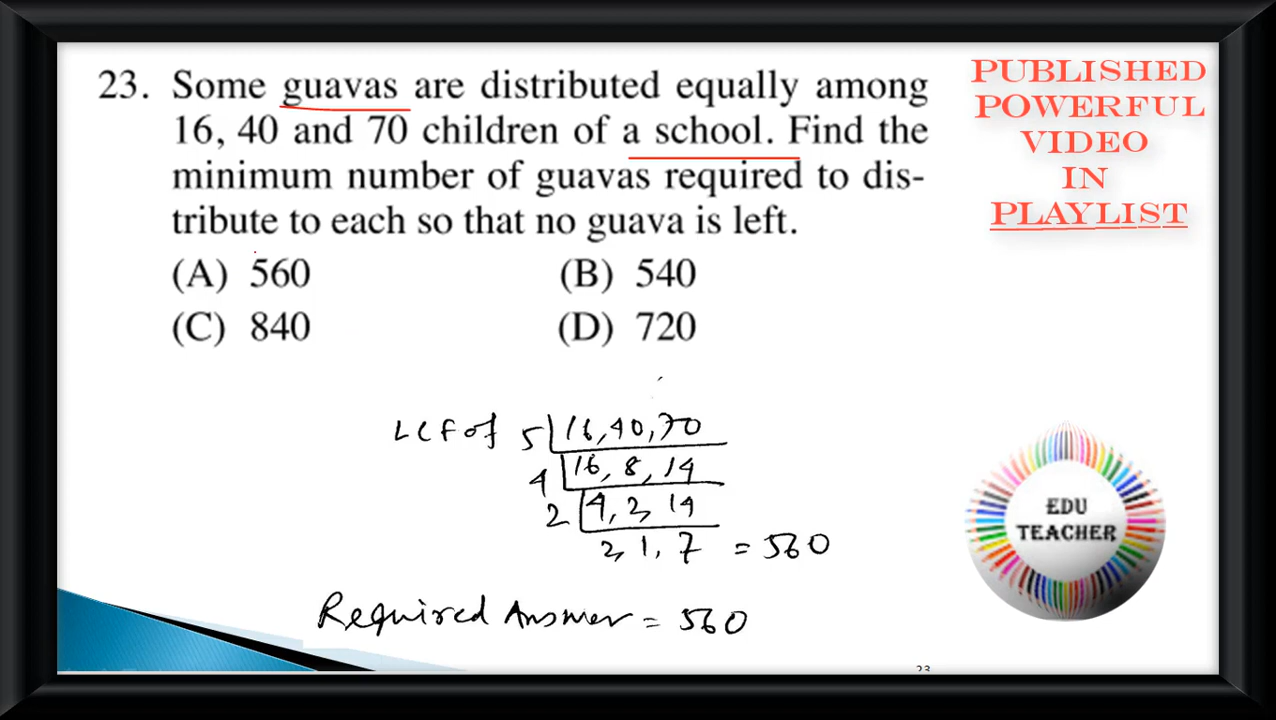 23. Some guavas are distributed equally among
16, 40 and 70 children of a school. Find the
minimum number of guavas required to dis-
tribute to each so that no guava is left.
(A) 560 (B) 540
(C) 840 (D) 720
PUBLISHED
POWERFUL
VIDEO
IN
PLAYLIST
LCF of 5 16, 40, 70
4 16, 8, 14
2 4, 2, 14
2, 1, 7 = 560
Required Answer = 560
EDU
TEACHER
23